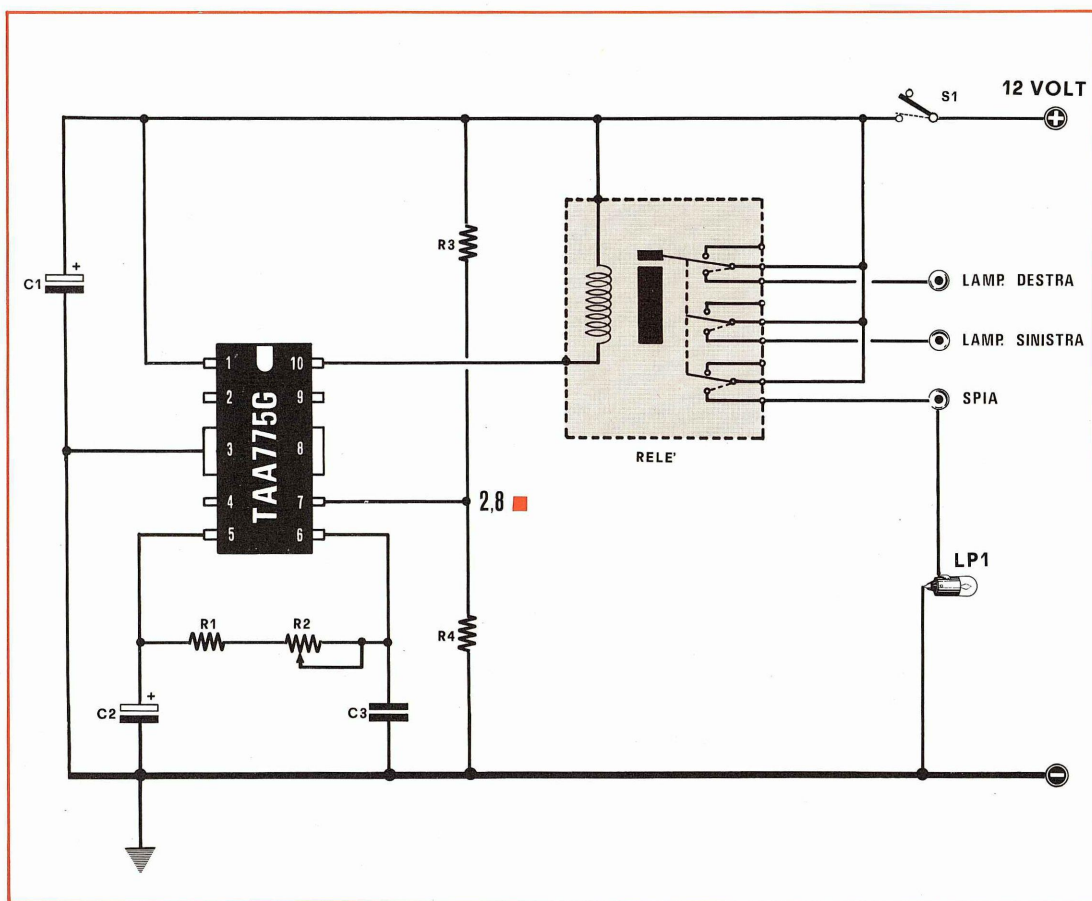 12 VOLT
S1
+
R3
+
C1
LAMP. DESTRA
LAMP. SINISTRA
SPIA
RELE'
1 10
2 9
3 8
4 7
5 6
TAA775G
2,8
LP1
R1
R2
R4
+
C2
C3
−